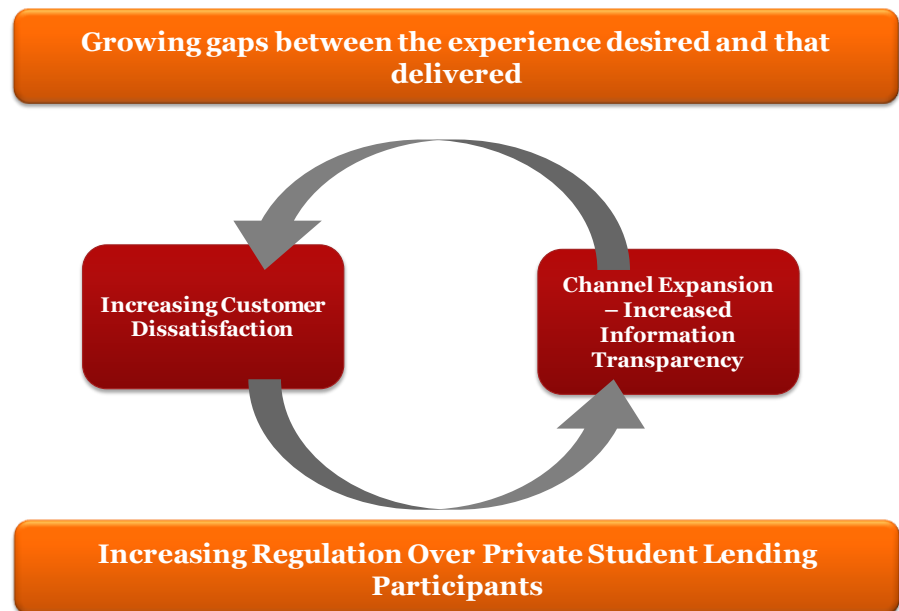 Growing gaps between the experience desired and that
delivered
Increasing Customer
Dissatisfaction
Channel Expansion
– Increased
Information
Transparency
Increasing Regulation Over Private Student Lending
Participants